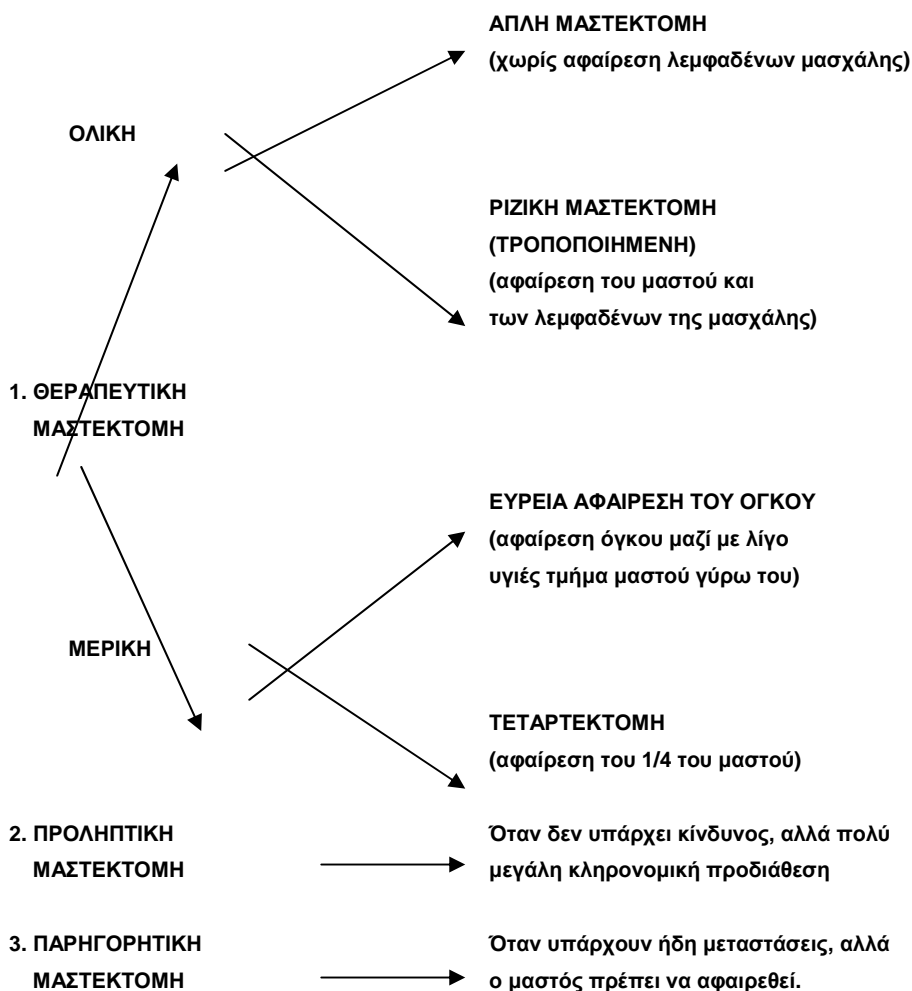 ΑΠΛΗ ΜΑΣΤΕΚΤΟΜΗ
(χωρίς αφαίρεση λεμφαδένων μασχάλης)
ΟΛΙΚΗ
ΡΙΖΙΚΗ ΜΑΣΤΕΚΤΟΜΗ
(ΤΡΟΠΟΠΟΙΗΜΕΝΗ)
(αφαίρεση του μαστού και
των λεμφαδένων της μασχάλης)
1. ΘΕΡΑΠΕΥΤΙΚΗ
ΜΑΣΤΕΚΤΟΜΗ
ΕΥΡΕΙΑ ΑΦΑΙΡΕΣΗ ΤΟΥ ΟΓΚΟΥ
(αφαίρεση όγκου μαζί με λίγο
υγιές τμήμα μαστού γύρω του)
ΜΕΡΙΚΗ
ΤΕΤΑΡΤΕΚΤΟΜΗ
(αφαίρεση του 1/4 του μαστού)
2. ΠΡΟΛΗΠΤΙΚΗ
ΜΑΣΤΕΚΤΟΜΗ
Όταν δεν υπάρχει κίνδυνος, αλλά πολύ
μεγάλη κληρονομική προδιάθεση
3. ΠΑΡΗΓΟΡΗΤΙΚΗ
ΜΑΣΤΕΚΤΟΜΗ
Όταν υπάρχουν ήδη μεταστάσεις, αλλά
ο μαστός πρέπει να αφαιρεθεί.